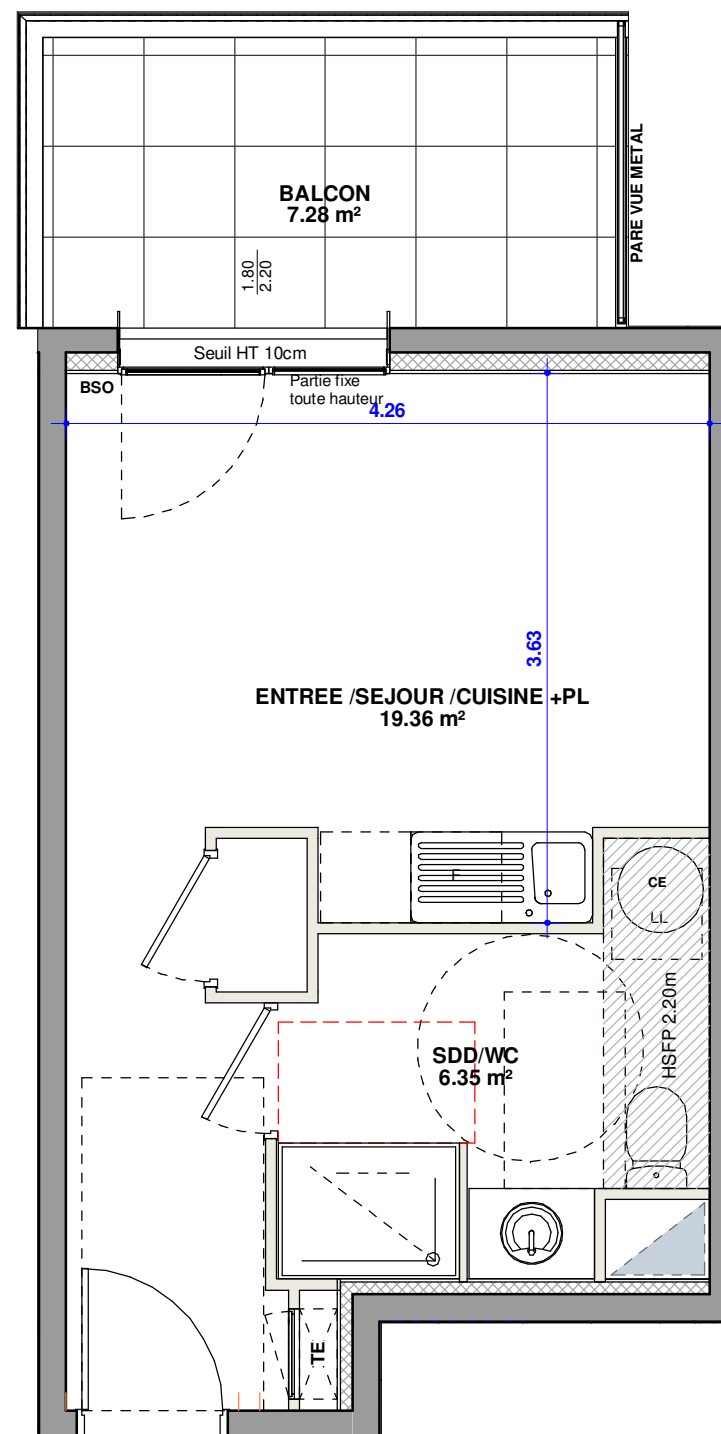 BALCON
7.28 m²
PARE VUE METAL
1.80
2.20
Seuil HT 10cm
BSO
Partie fixe
toute hauteur
4.26
3.63
ENTREE /SEJOUR /CUISINE +PL
19.36 m²
F
CE
LL
HSFP 2.20m
SDD/WC
6.35 m²
TE